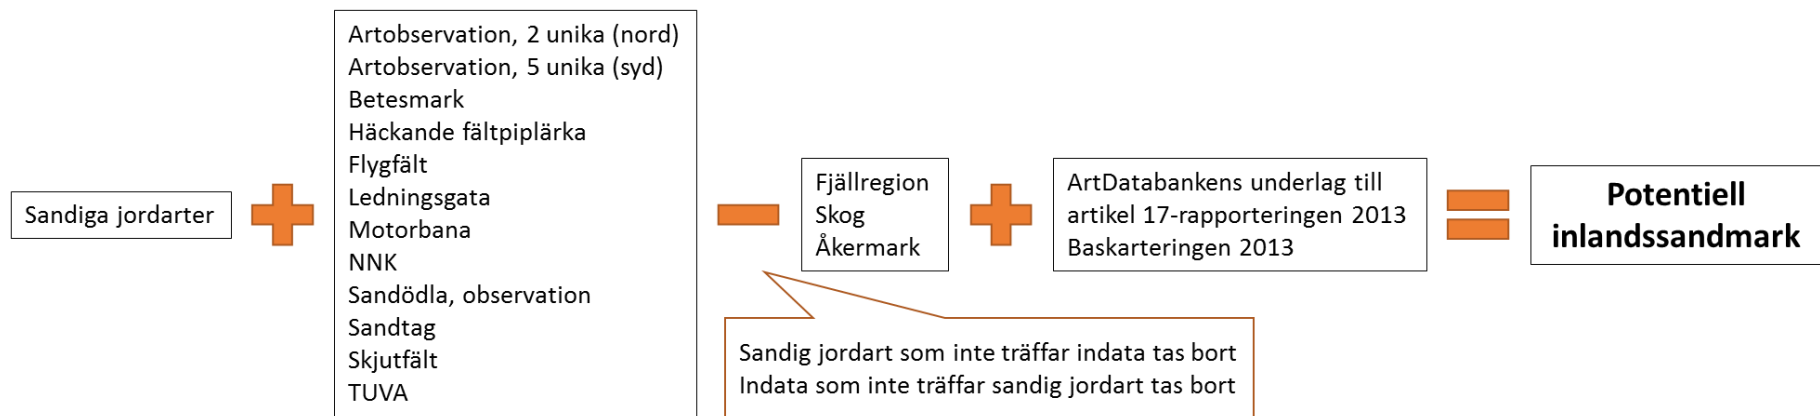 Sandiga jordarter
Artobservation, 2 unika (nord)
Artobservation, 5 unika (syd)
Betesmark
Häckande fältpiplärka
Flygfält
Ledningsgata
Motorbana
NNK
Sandödla, observation
Sandtag
Skjutfält
TUVA
Fjällregion
Skog
Åkermark
Sandig jordart som inte träffar indata tas bort
Indata som inte träffar sandig jordart tas bort
ArtDatabankens underlag till
artikel 17-rapporteringen 2013
Baskarteringen 2013
Potentiell
inlandssandmark